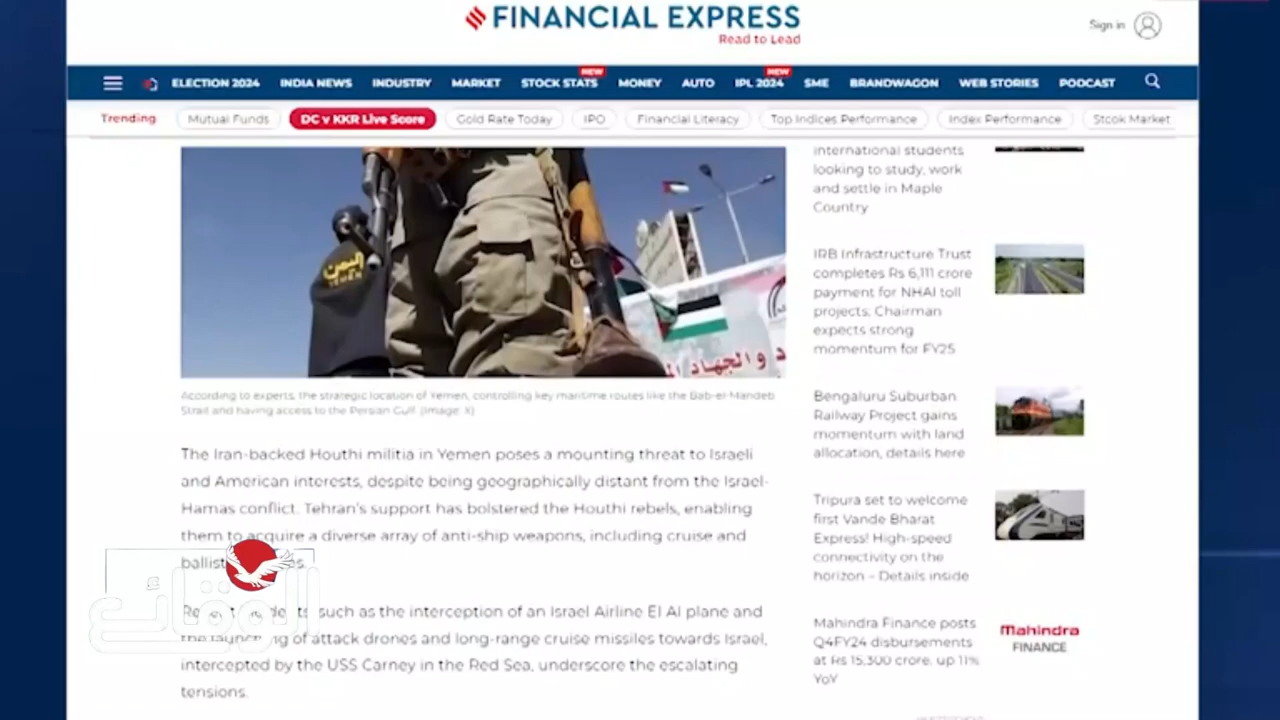 FINANCIAL EXPRESS
Read to Lead
Sign in
ELECTION 2024 INDIA NEWS INDUSTRY MARKET STOCK STATS NEW MONEY AUTO IPL 2024 NEW SME BRANDWAGON WEB STORIES PODCAST
Trending Mutual Funds DC v KKR Live Score Gold Rate Today IPO Financial Literacy Top Indices Performance Index Performance Stcok Market
اليمن
YEMEN
د والجهاد
According to experts, the strategic location of Yemen, controlling key maritime routes like the Bab-el-Mandeb
Strait and having access to the Persian Gulf. (Image: X)
The Iran-backed Houthi militia in Yemen poses a mounting threat to Israeli
and American interests, despite being geographically distant from the Israel-
Hamas conflict. Tehran's support has bolstered the Houthi rebels, enabling
them to acquire a diverse array of anti-ship weapons, including cruise and
such as the interception of an Israel Airline El Al plane and
the launching of attack drones and long-range cruise missiles towards Israel,
intercepted by the USS Carney in the Red Sea, underscore the escalating
tensions.
international students
looking to study, work
and settle in Maple
Country
IRB Infrastructure Trust
completes Rs 6,111 crore
payment for NHAI toll
projects; Chairman
expects strong
momentum for FY25
Bengaluru Suburban
Railway Project gains
momentum with land
allocation, details here
Tripura set to welcome
first Vande Bharat
Express! High-speed
connectivity on the
horizon – Details inside
Mahindra Finance posts
Q4FY24 disbursements
at Rs 15,300 crore, up 11%
YoY
Mahindra
FINANCE
الوقائع